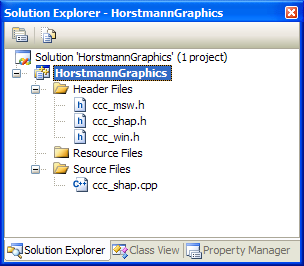 Solution Explorer - HorstmannGraphics
Solution 'HorstmannGraphics' (1 project)
HorstmannGraphics
Header Files
ccc_msw.h
ccc_shap.h
ccc_win.h
Resource Files
Source Files
ccc_shap.cpp
Solution Explorer Class View Property Manager